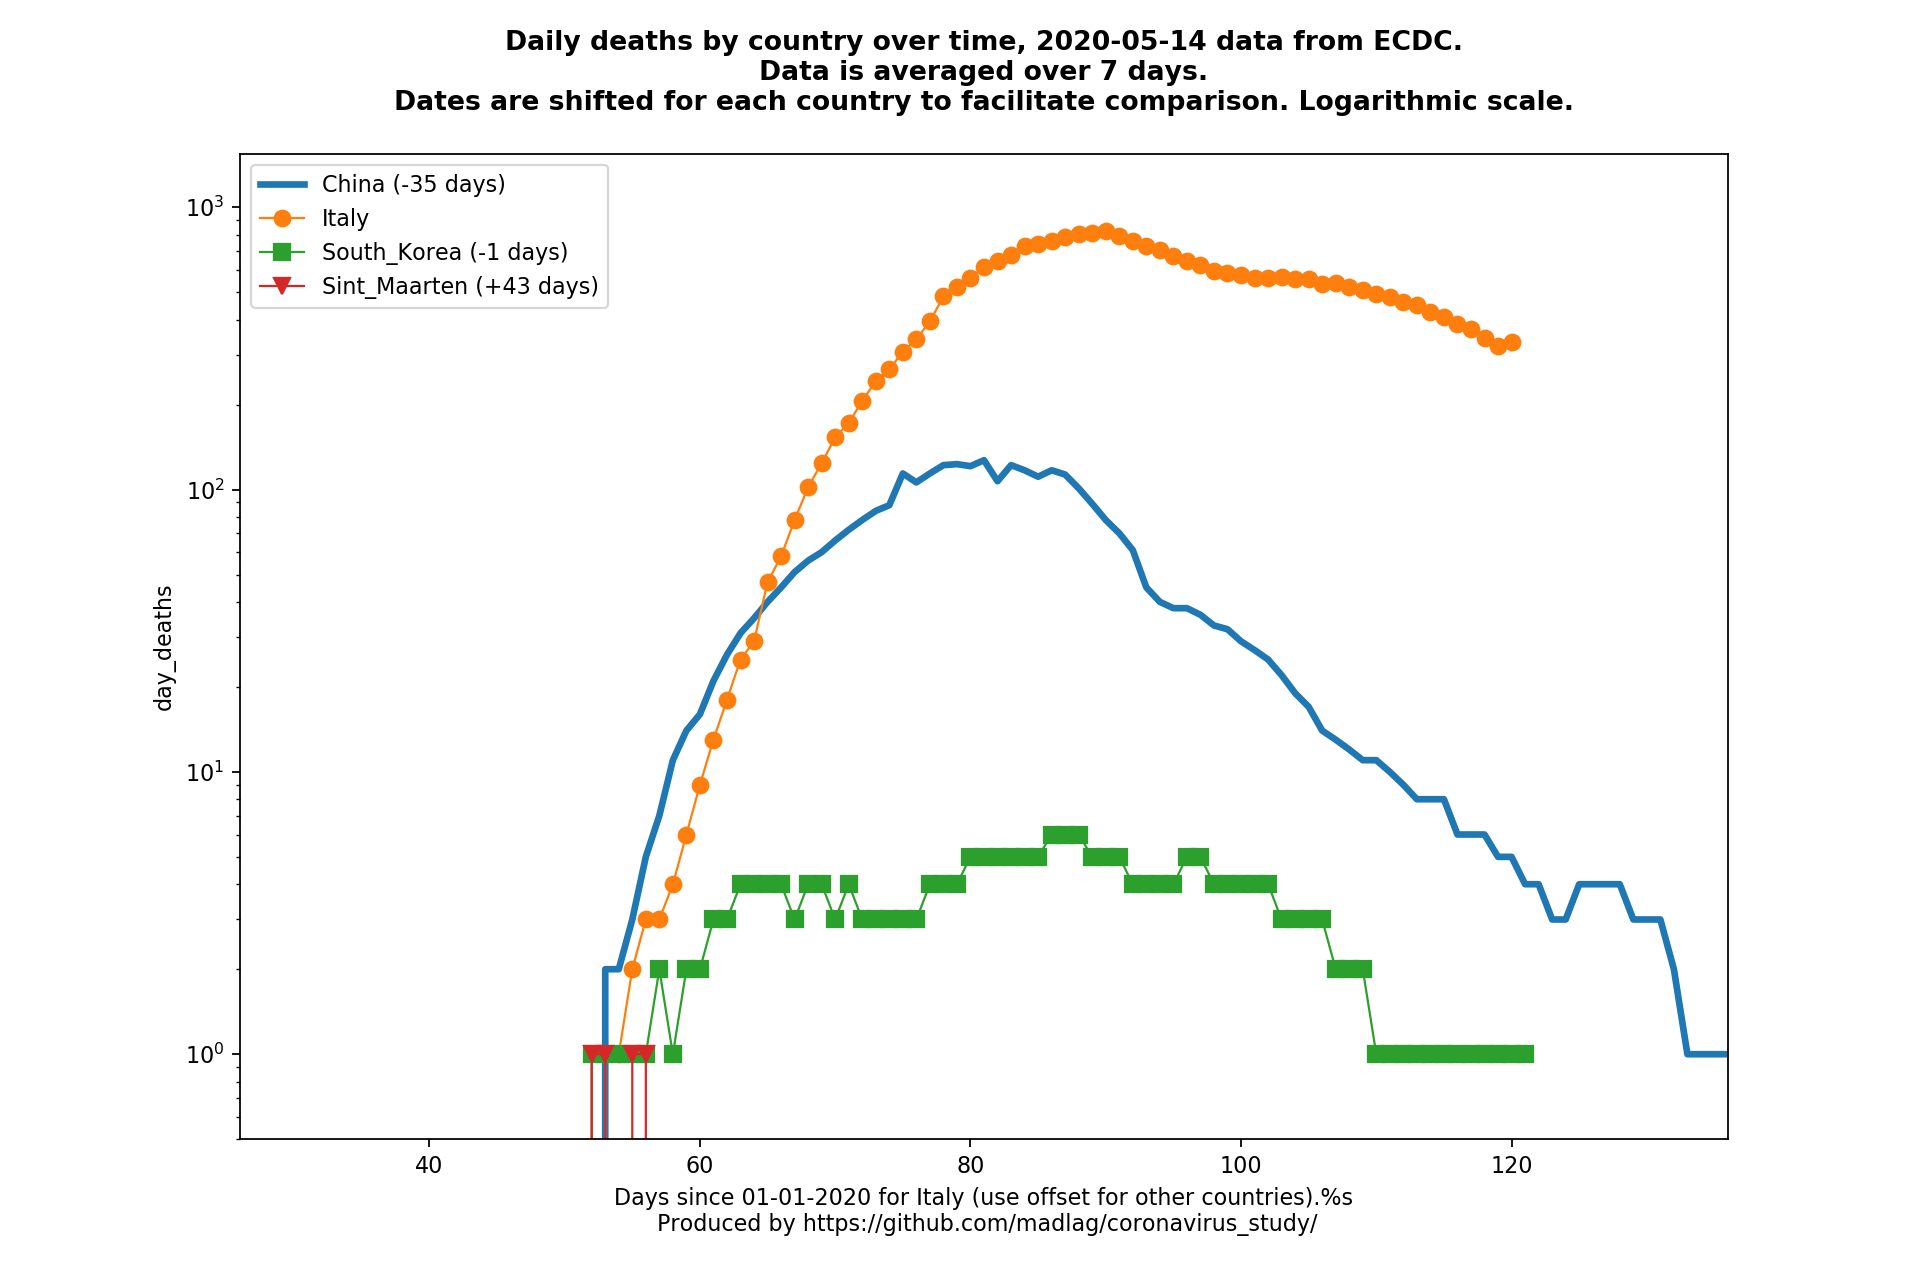 Daily deaths by country over time, 2020-05-14 data from ECDC.
Data is averaged over 7 days.
Dates are shifted for each country to facilitate comparison. Logarithmic scale.
China (-35 days)
Italy
South_Korea (-1 days)
Sint_Maarten (+43 days)
10³
10²
10¹
10⁰
day_deaths
40 60 80 100 120
Days since 01-01-2020 for Italy (use offset for other countries).%s
Produced by https://github.com/madlag/coronavirus_study/